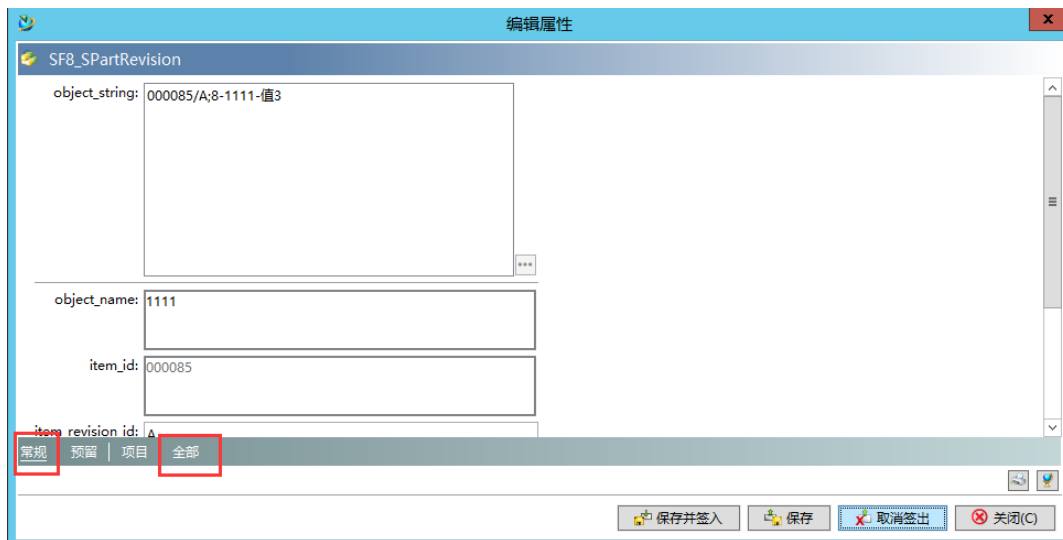 编辑属性
x
SF8_SPartRevision
object_string: 000085/A;8-1111-值3
...
object_name: 1111
item_id: 000085
item_revision_id: A
常规 预留 项目 全部
保存并签入 保存 取消签出 关闭(C)